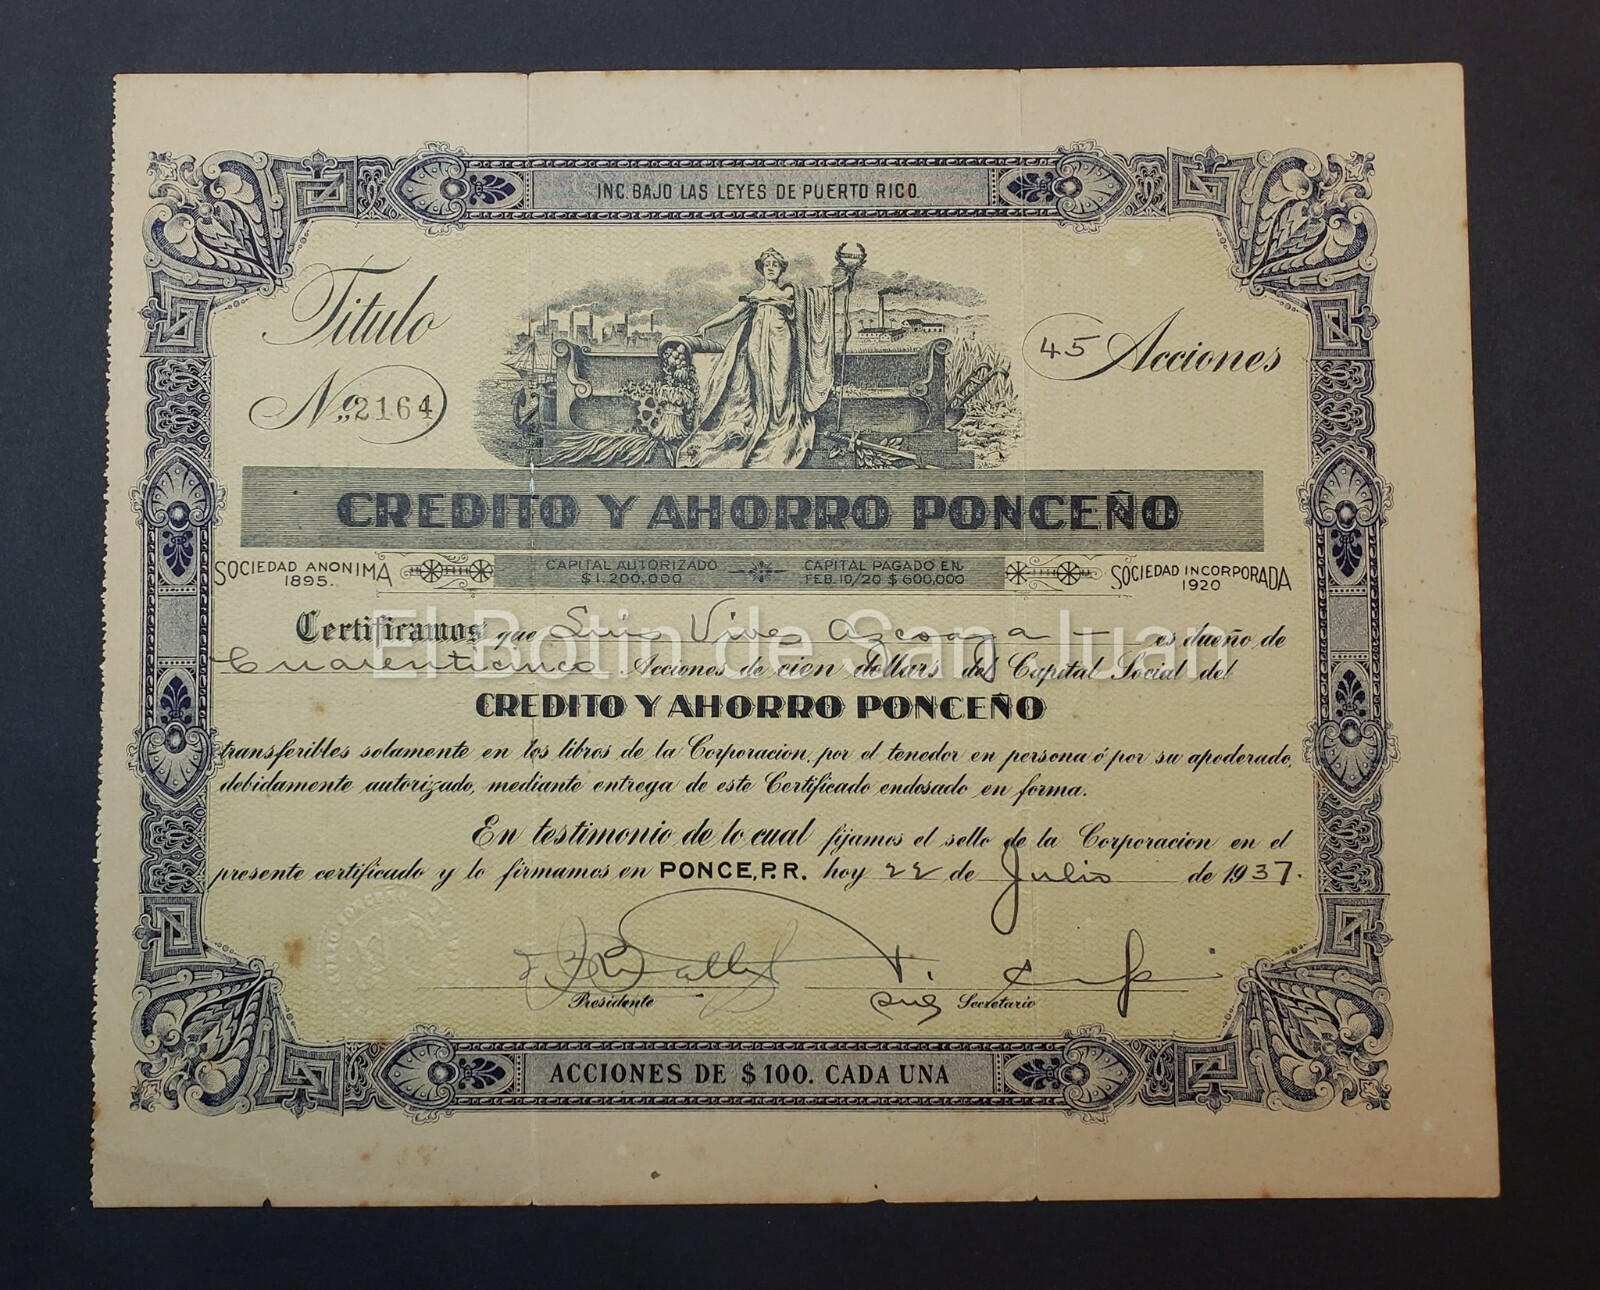 INC. BAJO LAS LEYES DE PUERTO RICO.
Titulo
No. 2164
45 Acciones
CREDITO Y AHORRO PONCEÑO
SOCIEDAD ANONIMA
1895.
CAPITAL AUTORIZADO
$1.200,000
CAPITAL PAGADO EN
FEB. 10/20 $ 600,000
SOCIEDAD INCORPORADA
1920
El Botin de San Juan
Certificamos que Luis Vives Azcoaga es dueño de
Cuarenticinco Acciones de cien dollars del Capital Social del
CREDITO Y AHORRO PONCEÑO
transferibles solamente en los libros de la Corporacion, por el tenedor en persona ó por su apoderado,
debidamente autorizado, mediante entrega de este Certificado endosado en forma.
En testimonio de lo cual fijamos el sello de la Corporacion en el
presente certificado y lo firmamos en PONCE, P.R. hoy 22 de Julio de 1937.
Presidente
Secretario
ACCIONES DE $100. CADA UNA